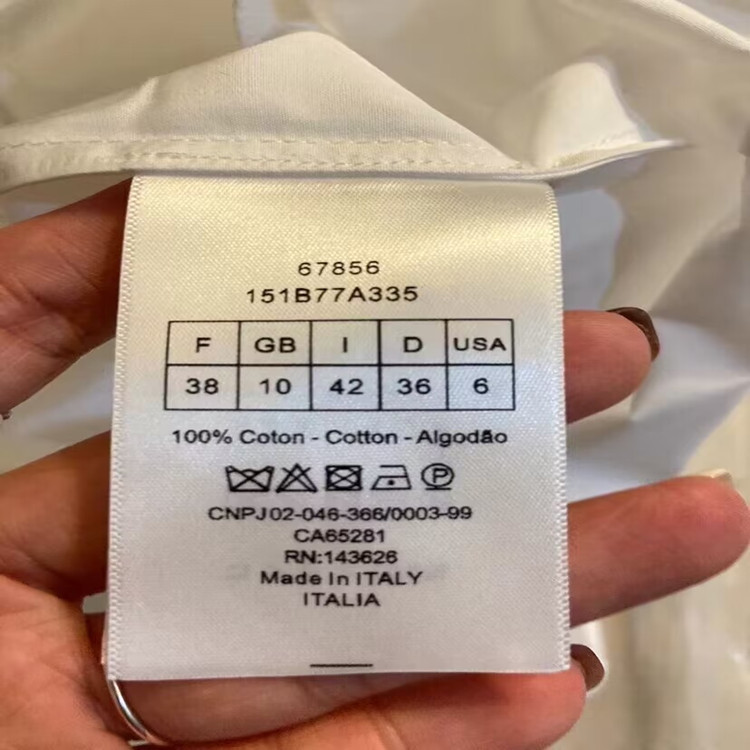 67856
151B77A335
F GB I D USA
38 10 42 36 6
100% Coton - Cotton - Algodão
P
CNPJ02-046-366/0003-99
CA65281
RN:143626
Made In ITALY
ITALIA